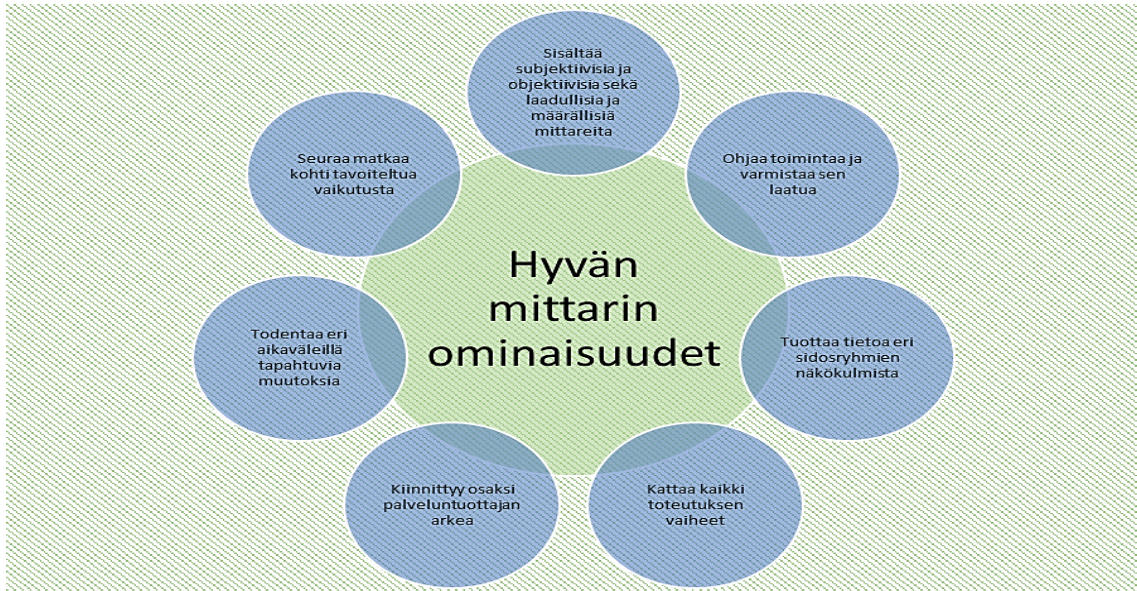 Sisältää
subjektiivisia ja
objektiivisia sekä
laadullisia ja
määrällisiä
mittareita
Ohjaa toimintaa ja
varmistaa sen
laatua
Tuottaa tietoa eri
sidosryhmien
näkökulmista
Kattaa kaikki
toteutuksen
vaiheet
Kiinnittyy osaksi
palveluntuottajan
arkea
Todentaa eri
aikaväleillä
tapahtuvia
muutoksia
Seuraa matkaa
kohti tavoiteltua
vaikutusta
Hyvän
mittarin
ominaisuudet